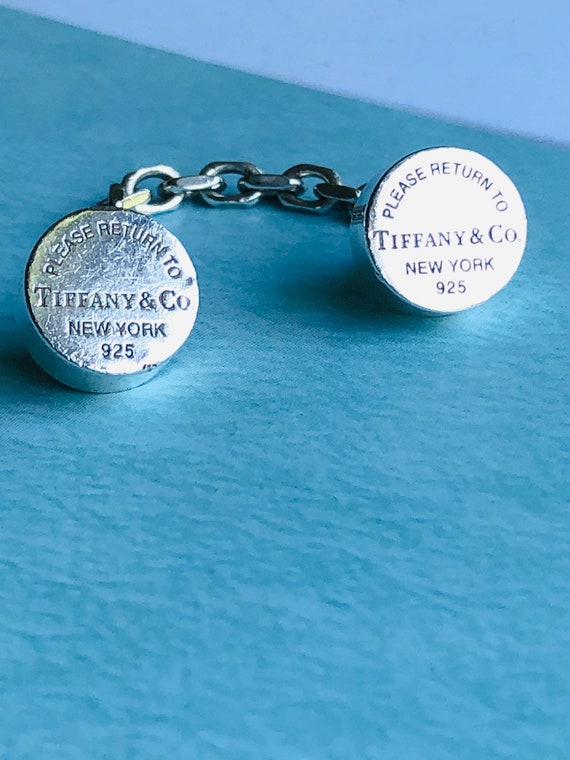 PLEASE RETURN TO
TIFFANY & CO
NEW YORK
925
PLEASE RETURN TO
TIFFANY & CO.
NEW YORK
925